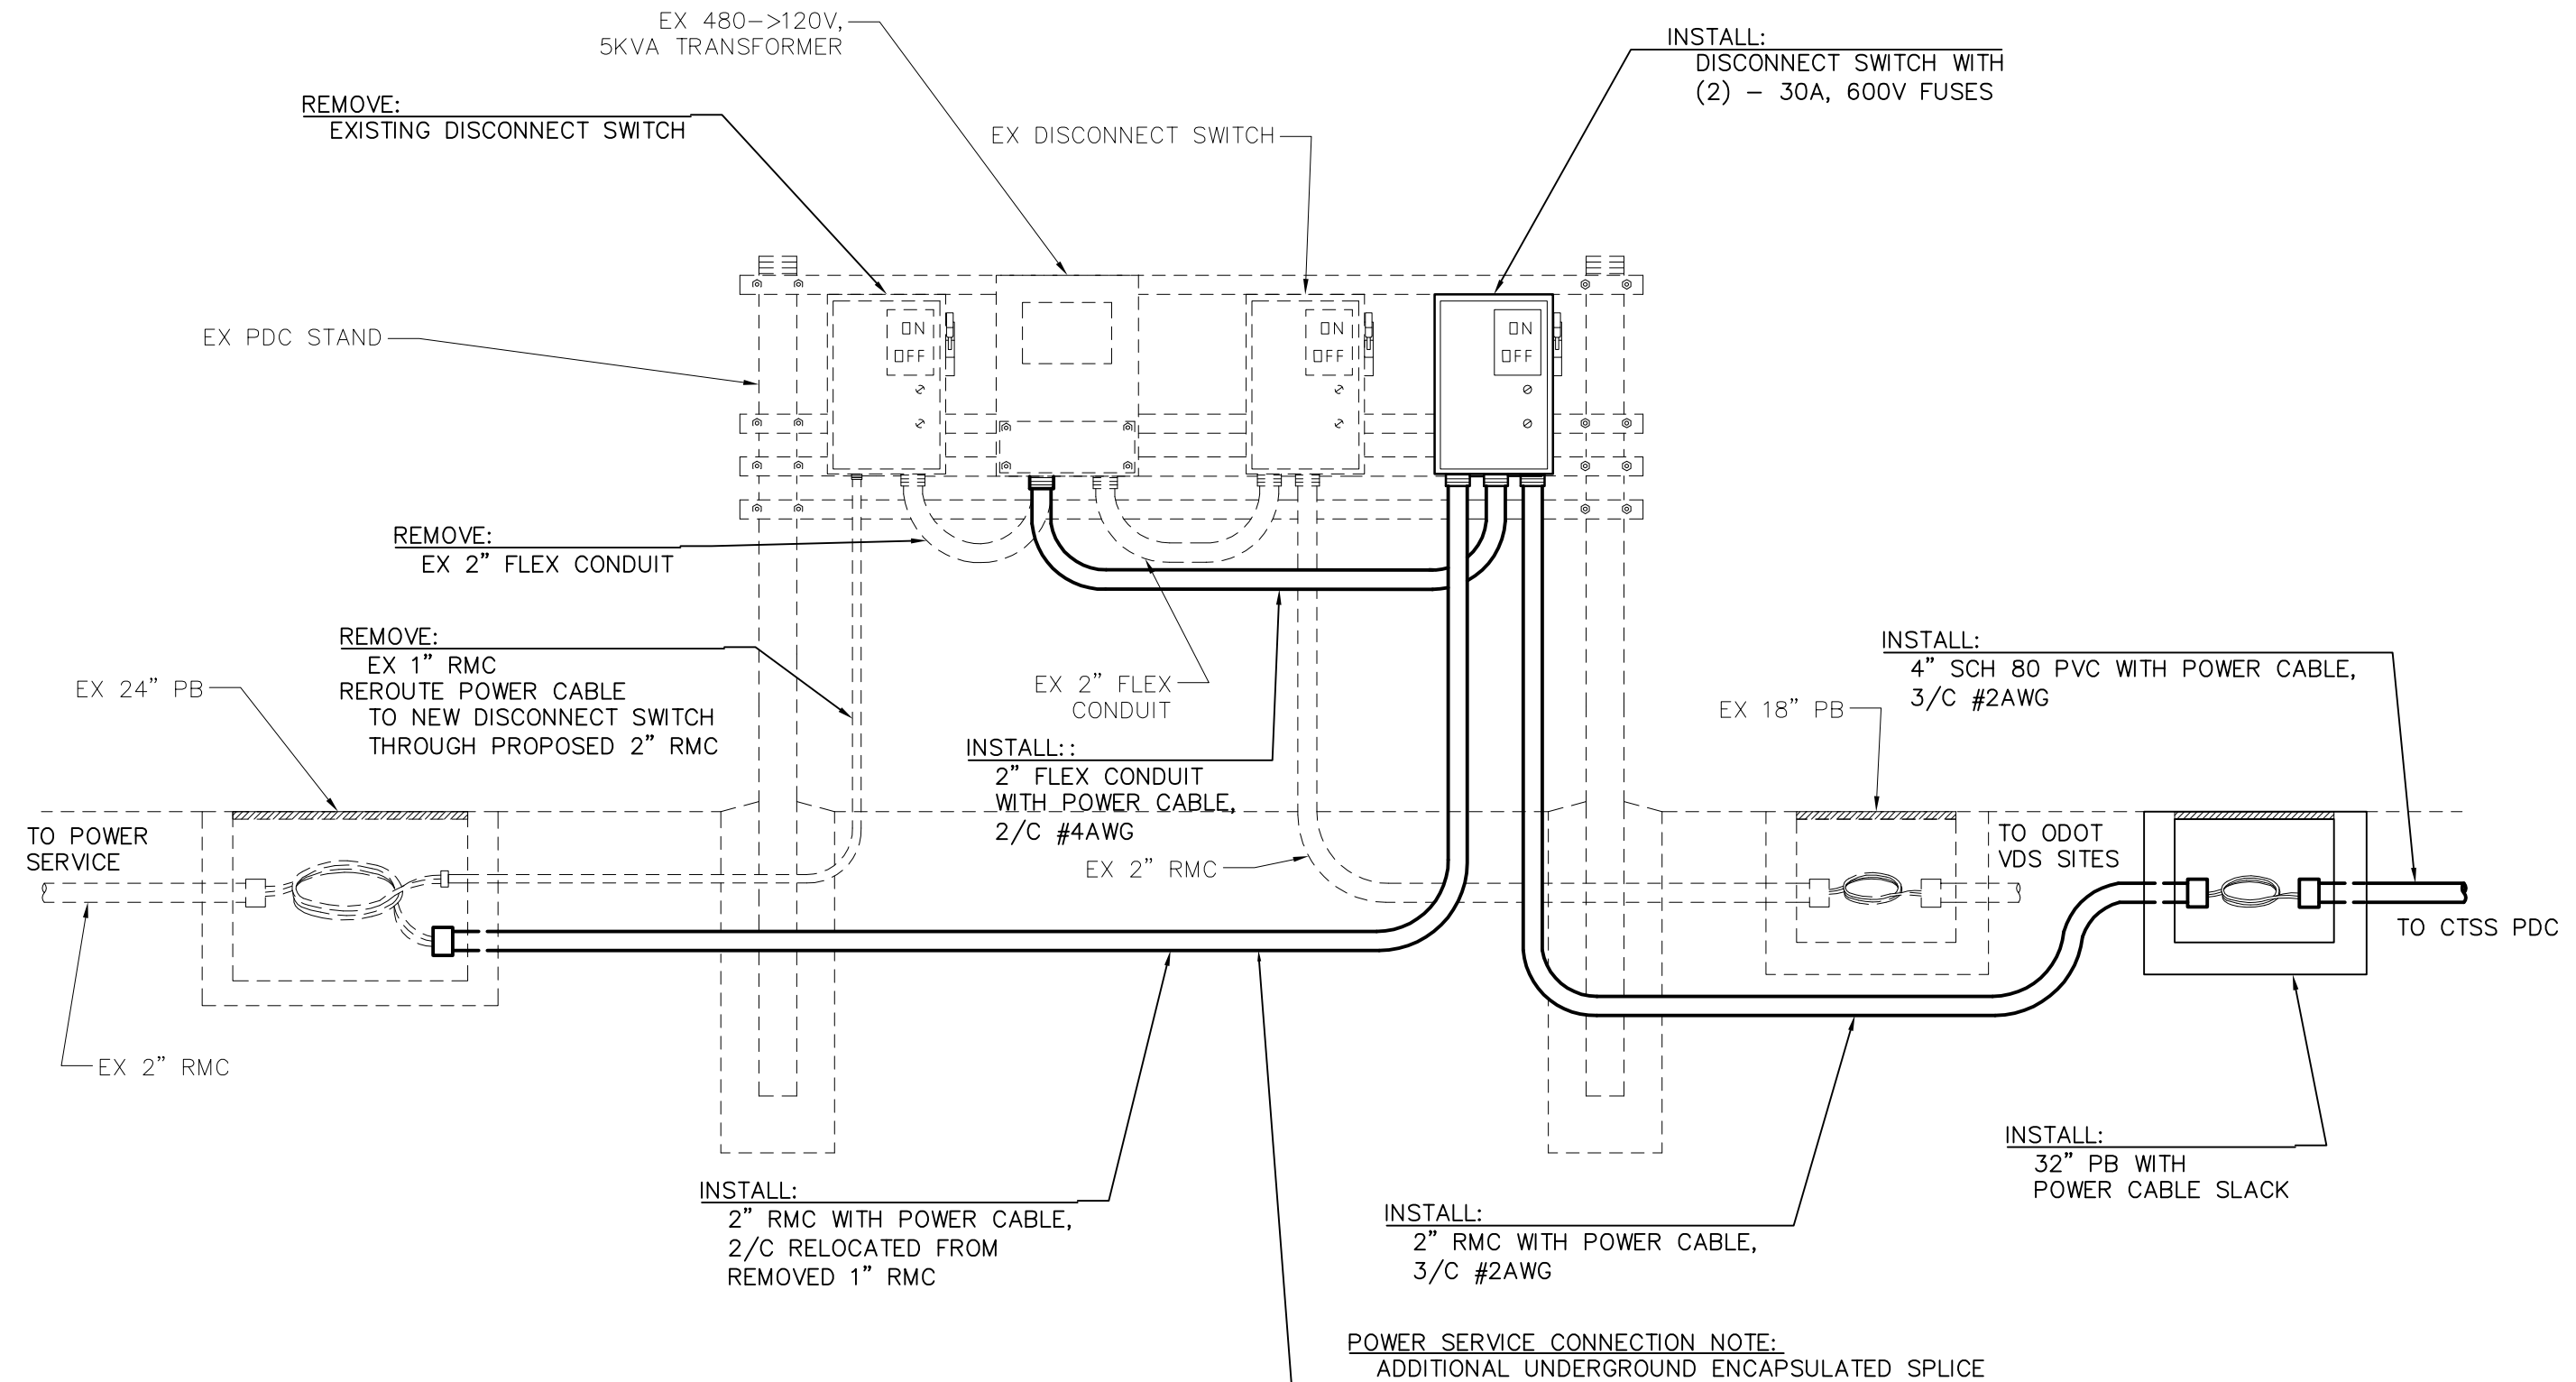 EX 480->120V,
5KVA TRANSFORMER
INSTALL:
DISCONNECT SWITCH WITH
(2) – 30A, 600V FUSES
REMOVE:
EXISTING DISCONNECT SWITCH
EX DISCONNECT SWITCH
EX PDC STAND
ON
OFF
ON
OFF
ON
OFF
REMOVE:
EX 2" FLEX CONDUIT
REMOVE:
EX 1" RMC
REROUTE POWER CABLE
TO NEW DISCONNECT SWITCH
THROUGH PROPOSED 2" RMC
EX 24" PB
EX 2" FLEX
CONDUIT
INSTALL:
4" SCH 80 PVC WITH POWER CABLE,
3/C #2AWG
EX 18" PB
INSTALL::
2" FLEX CONDUIT
WITH POWER CABLE,
2/C #4AWG
TO POWER
SERVICE
EX 2" RMC
TO ODOT
VDS SITES
TO CTSS PDC
EX 2" RMC
INSTALL:
32" PB WITH
POWER CABLE SLACK
INSTALL:
2" RMC WITH POWER CABLE,
2/C RELOCATED FROM
REMOVED 1" RMC
INSTALL:
2" RMC WITH POWER CABLE,
3/C #2AWG
POWER SERVICE CONNECTION NOTE:
ADDITIONAL UNDERGROUND ENCAPSULATED SPLICE